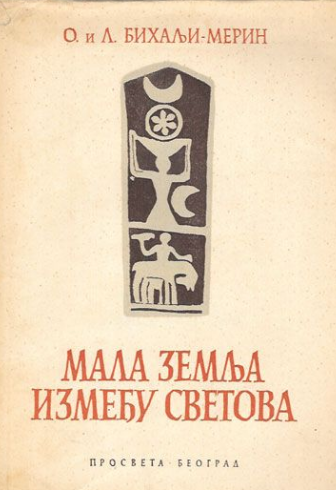 О. и Л. БИХАЉИ-МЕРИН
МАЛА ЗЕМЉА
ИЗМЕЂУ СВЕТОВА
ПРОСВЕТА · БЕОГРАД